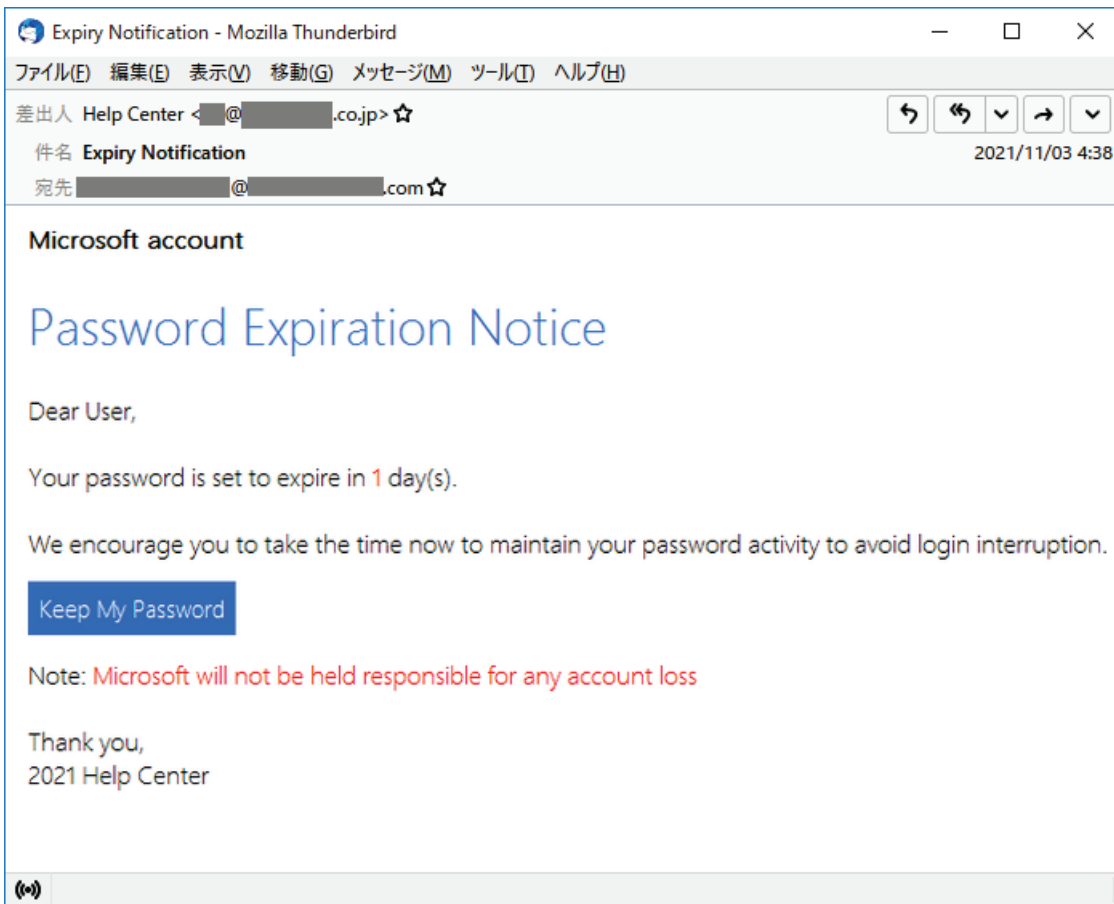 Expiry Notification - Mozilla Thunderbird
ファイル(F) 編集(E) 表示(V) 移動(G) メッセージ(M) ツール(T) ヘルプ(H)
差出人 Help Center < @ .co.jp>
件名 Expiry Notification 2021/11/03 4:38
宛先 @ .com
Microsoft account
Password Expiration Notice
Dear User,
Your password is set to expire in 1 day(s).
We encourage you to take the time now to maintain your password activity to avoid login interruption.
Keep My Password
Note: Microsoft will not be held responsible for any account loss
Thank you,
2021 Help Center